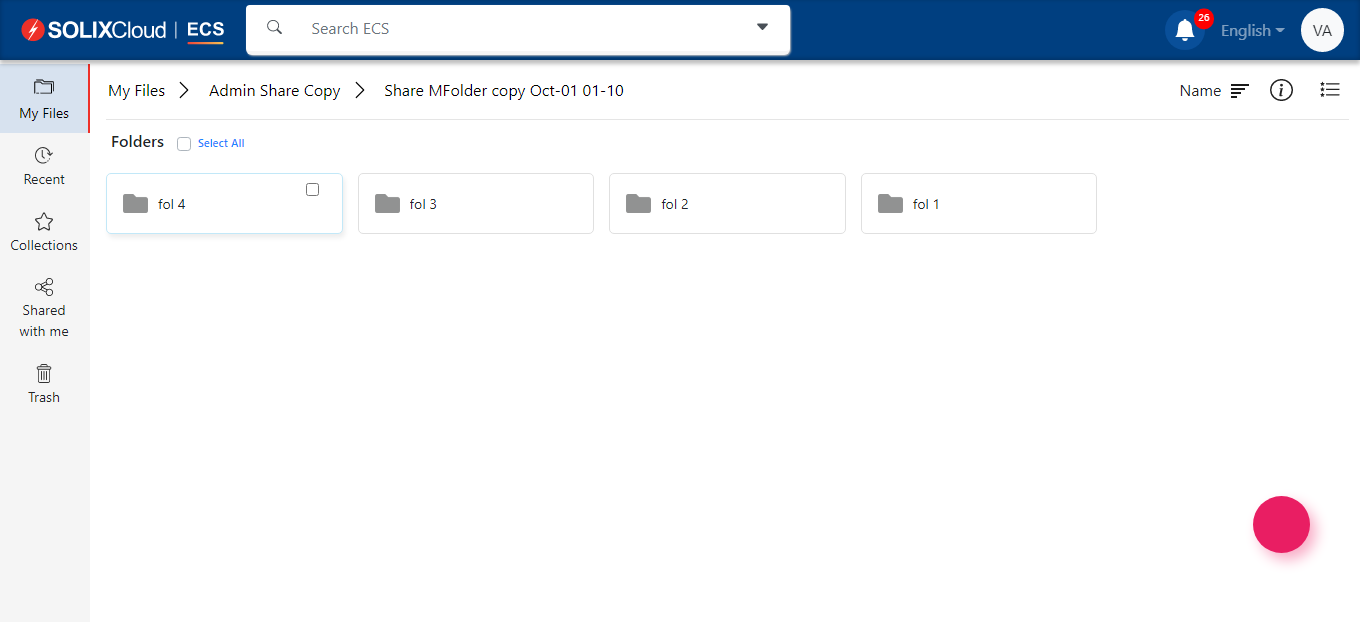 SOLIXCloud | ECS
Search ECS
26
English
VA
My Files
Recent
Collections
Shared
with me
Trash
My Files > Admin Share Copy > Share MFolder copy Oct-01 01-10
Name
Folders
Select All
fol 4
fol 3
fol 2
fol 1